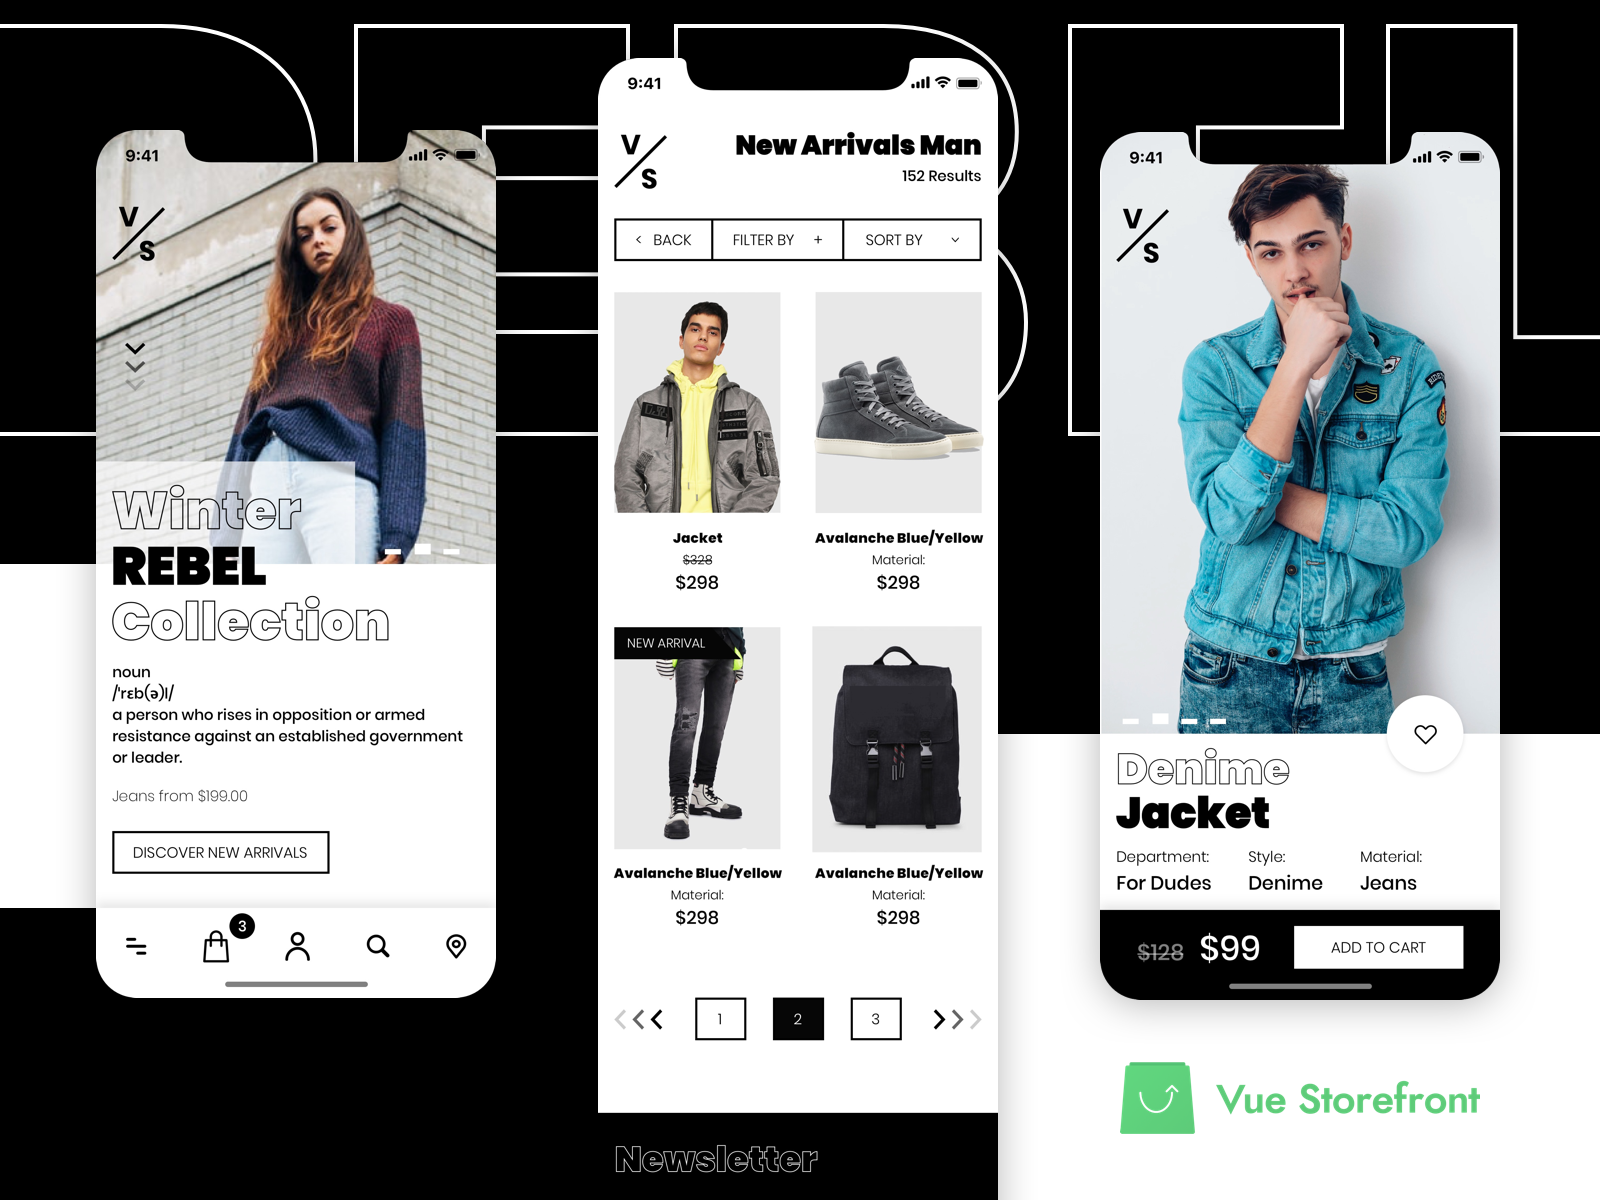 9:41
V
S
Winter
REBEL
Collection
noun
/'rɛb(ə)l/
a person who rises in opposition or armed
resistance against an established government
or leader.
Jeans from $199.00
DISCOVER NEW ARRIVALS
3
9:41
V
S
New Arrivals Man
152 Results
< BACK
FILTER BY +
SORT BY
Jacket
$328
$298
Avalanche Blue/Yellow
Material:
$298
NEW ARRIVAL
Avalanche Blue/Yellow
Material:
$298
Avalanche Blue/Yellow
Material:
$298
1
2
3
Newsletter
9:41
V
S
Denime
Jacket
Department:
For Dudes
Style:
Denime
Material:
Jeans
$128 $99
ADD TO CART
Vue Storefront